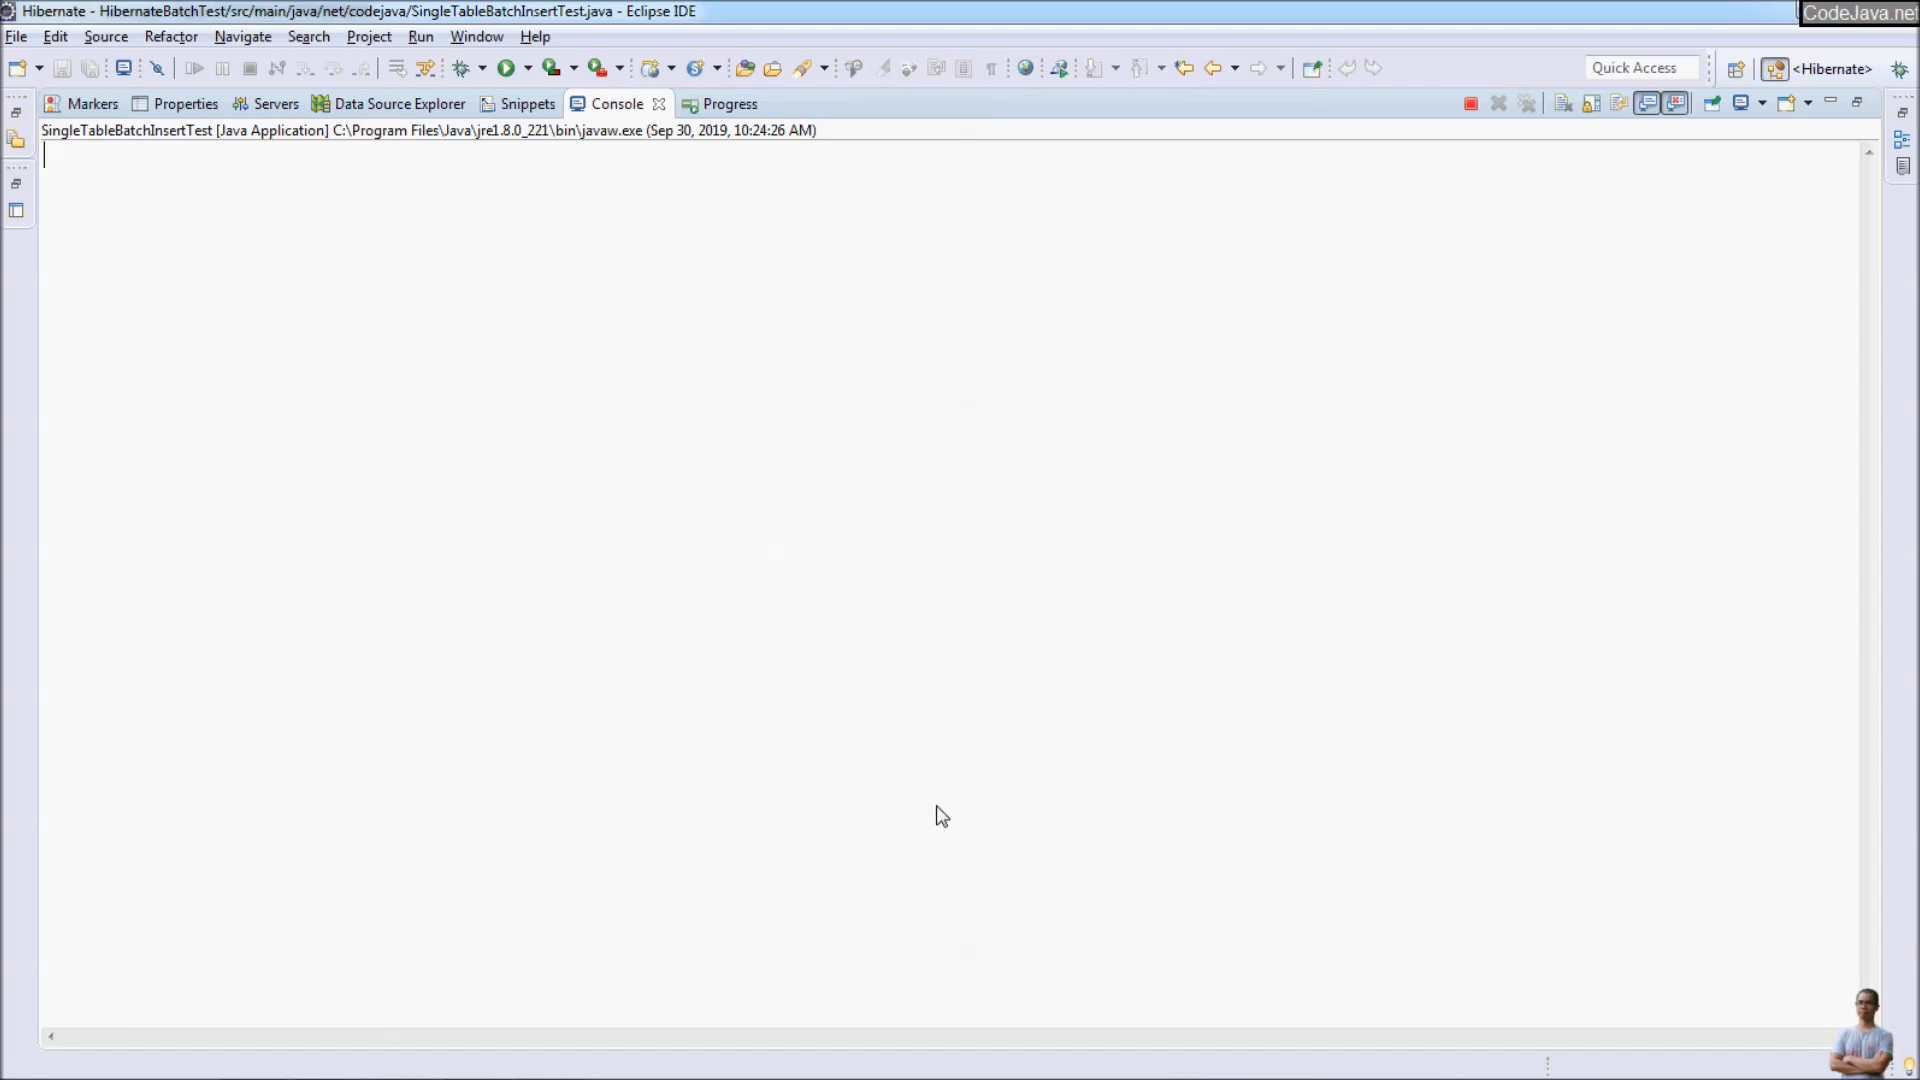 Hibernate - HibernateBatchTest/src/main/java/net/codejava/SingleTableBatchInsertTest.java - Eclipse IDE
CodeJava.net
File Edit Source Refactor Navigate Search Project Run Window Help
Quick Access
<Hibernate>
Markers Properties Servers Data Source Explorer Snippets Console Progress
SingleTableBatchInsertTest [Java Application] C:\Program Files\Java\jre1.8.0_221\bin\javaw.exe (Sep 30, 2019, 10:24:26 AM)